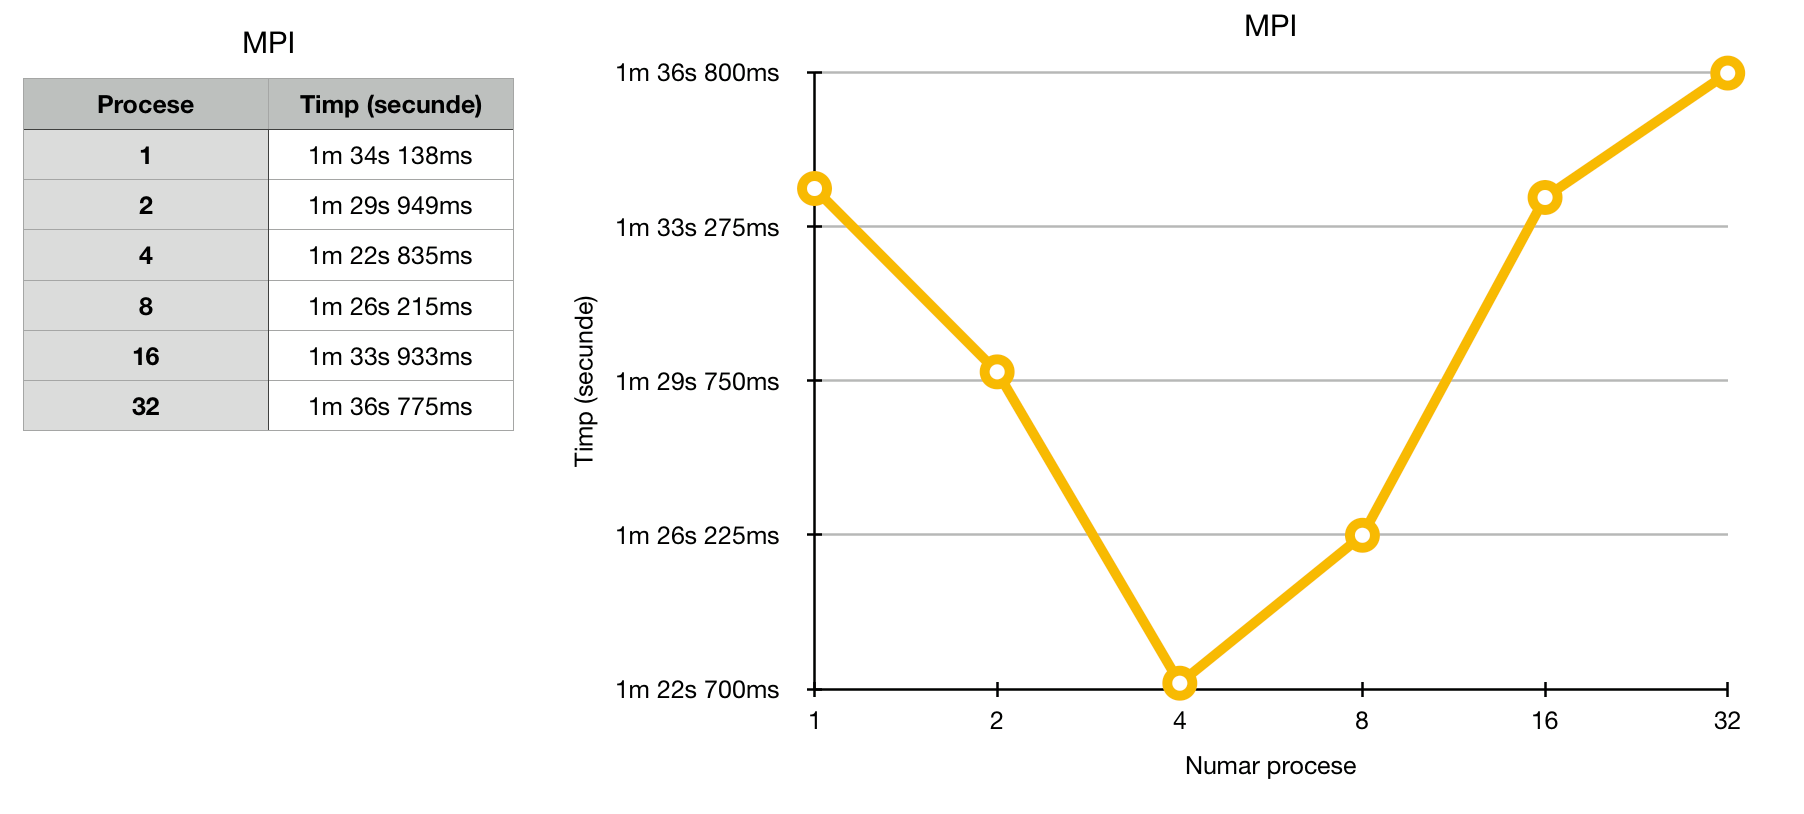 MPI
Procese Timp (secunde)
1 1m 34s 138ms
2 1m 29s 949ms
4 1m 22s 835ms
8 1m 26s 215ms
16 1m 33s 933ms
32 1m 36s 775ms
MPI
Timp (secunde)
1m 36s 800ms
1m 33s 275ms
1m 29s 750ms
1m 26s 225ms
1m 22s 700ms
1 2 4 8 16 32
Numar procese